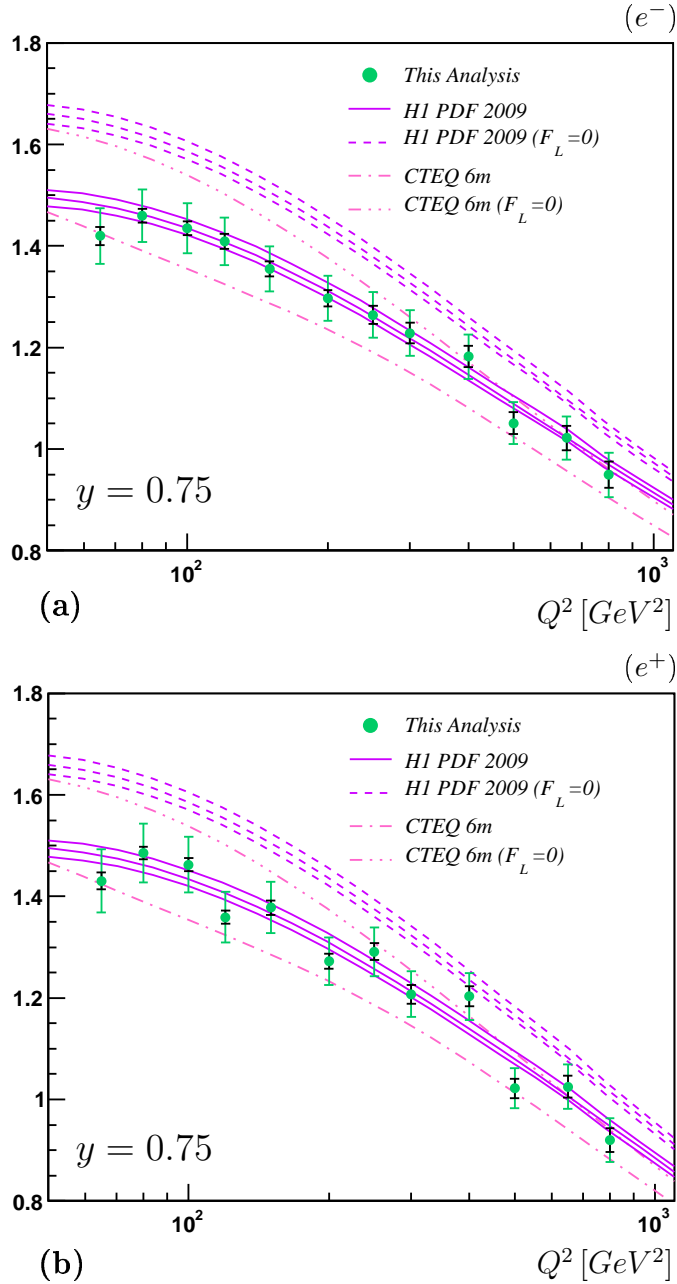 (e⁻)
1.8
This Analysis
H1 PDF 2009
1.6
H1 PDF 2009 (F_L=0)
CTEQ 6m
CTEQ 6m (F_L=0)
1.4
1.2
1
y = 0.75
0.8
10² 10³
(a) Q² [GeV²]
(e⁺)
1.8
This Analysis
H1 PDF 2009
H1 PDF 2009 (F_L=0)
1.6
CTEQ 6m
CTEQ 6m (F_L=0)
1.4
1.2
1
y = 0.75
0.8
10² 10³
(b) Q² [GeV²]